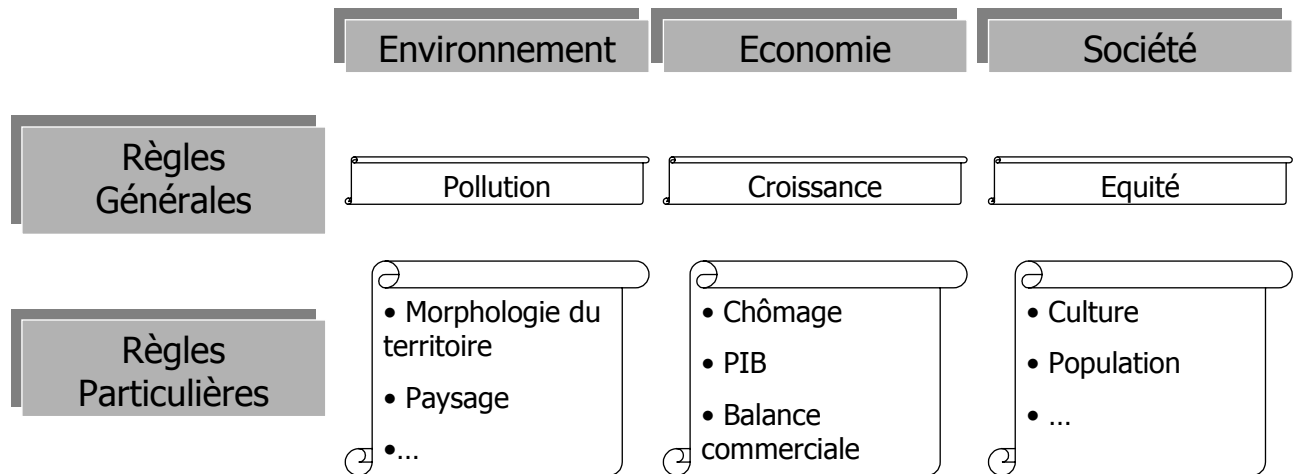 Environnement
Economie
Société
Règles
Générales
Pollution
Croissance
Equité
Règles
Particulières
• Morphologie du
territoire
• Paysage
•...
• Chômage
• PIB
• Balance
commerciale
• Culture
• Population
• ...